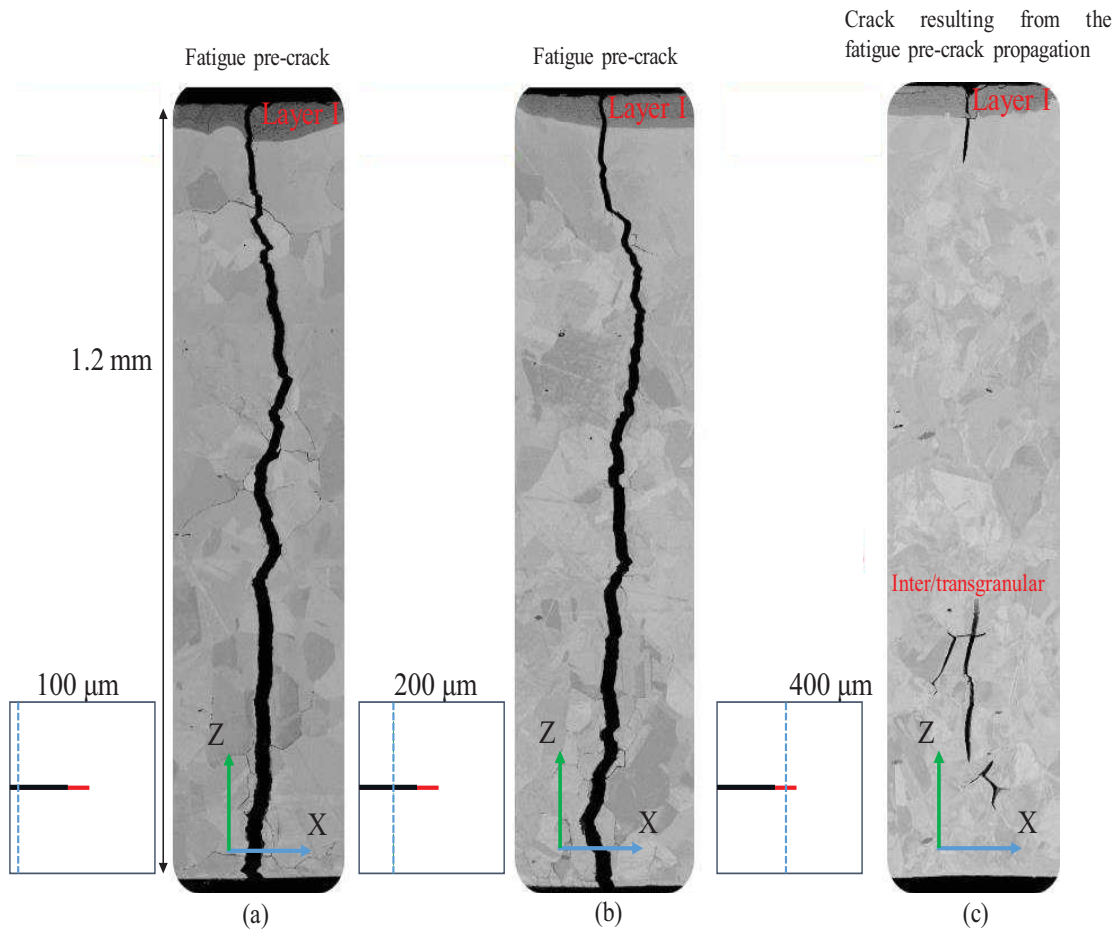 Crack resulting from the
fatigue pre-crack propagation
Fatigue pre-crack
Fatigue pre-crack
Layer I
Layer I
Layer I
1.2 mm
Inter/transgranular
100 μm
200 μm
400 μm
Z
Z
Z
X
X
X
(a)
(b)
(c)